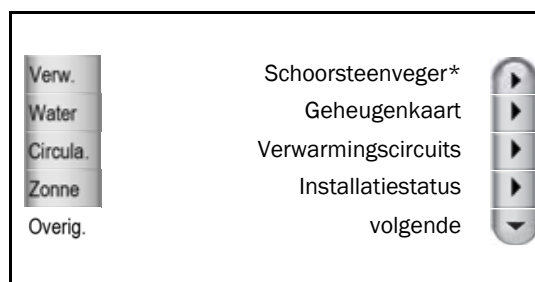 Verw. Schoorsteenveger*
Water Geheugenkaart
Circula. Verwarmingscircuits
Zonne Installatiestatus
Overig. volgende